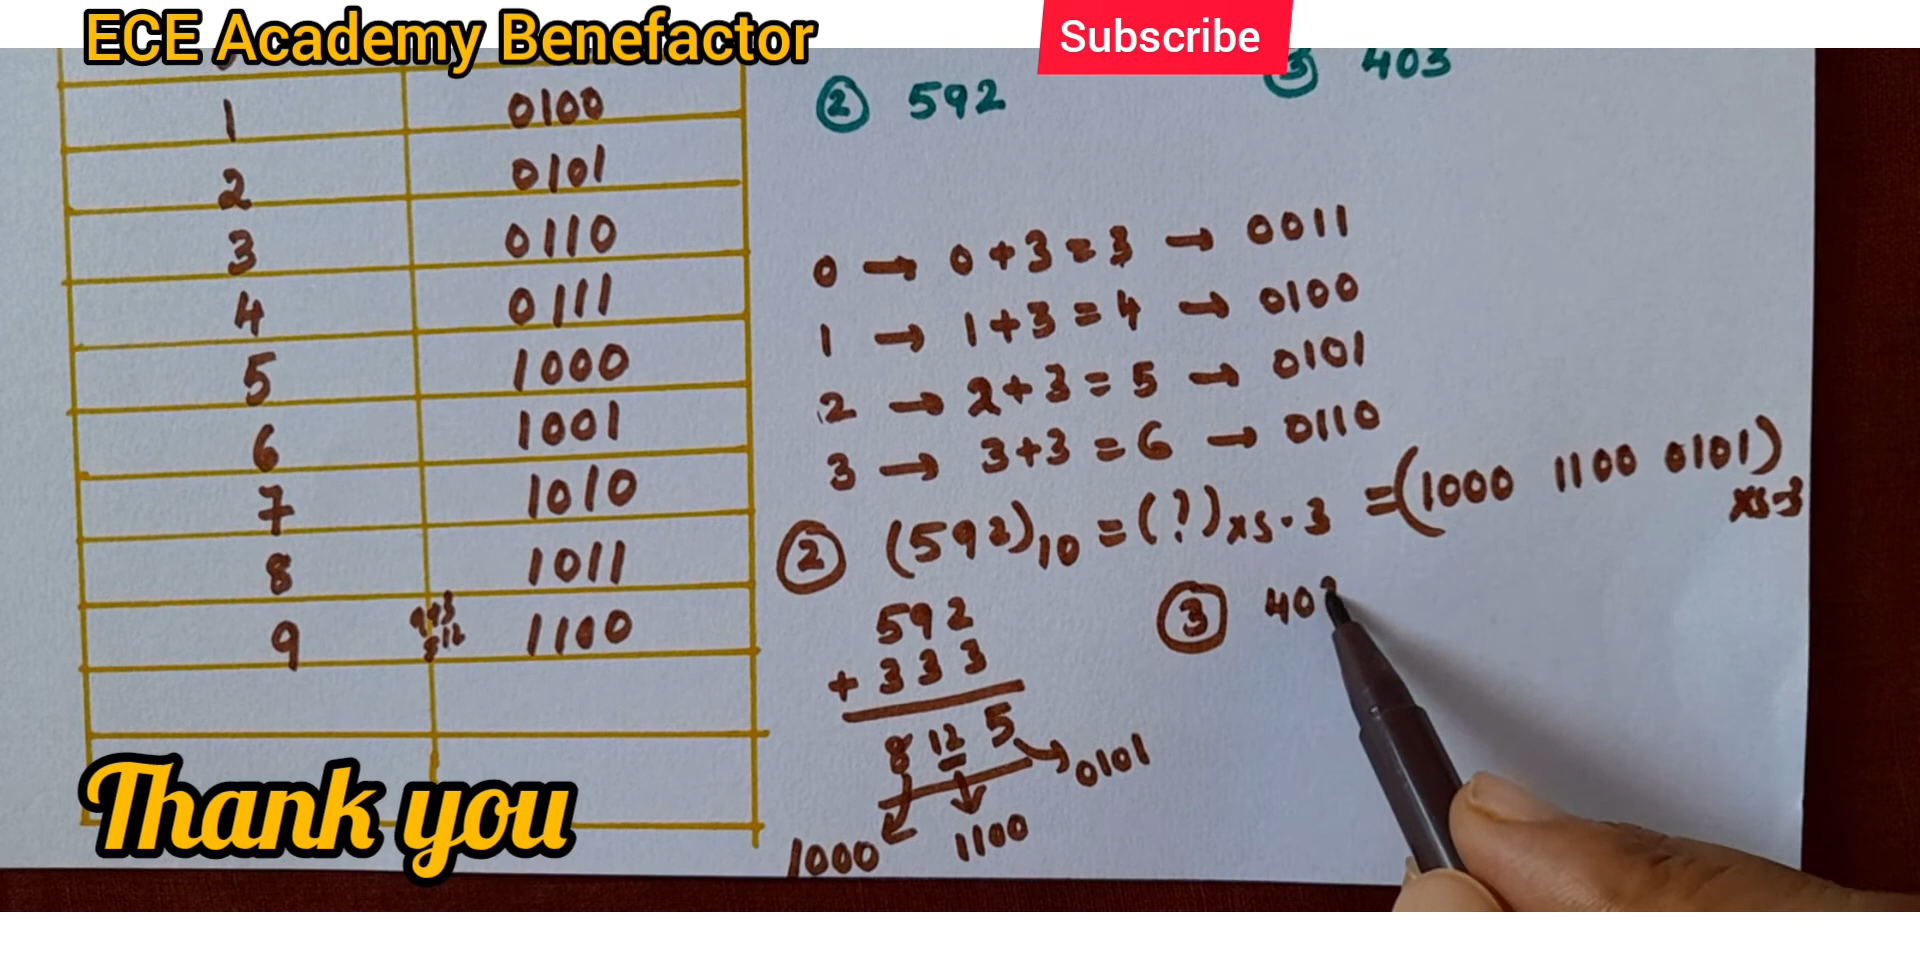 ECE Academy Benefactor
Subscribe
② 592
③ 403
1 0100
2 0101
3 0110
4 0111
5 1000
6 1001
7 1010
8 1011
9 9+3 =12 1100
0 → 0+3=3 → 0011
1 → 1+3=4 → 0100
2 → 2+3=5 → 0101
3 → 3+3=6 → 0110
② (592)10 = (?)xs-3 = (1000 1100 0101)xs-3
592
+ 333
8 12 5
0101
1000
1100
③ 40
Thank you